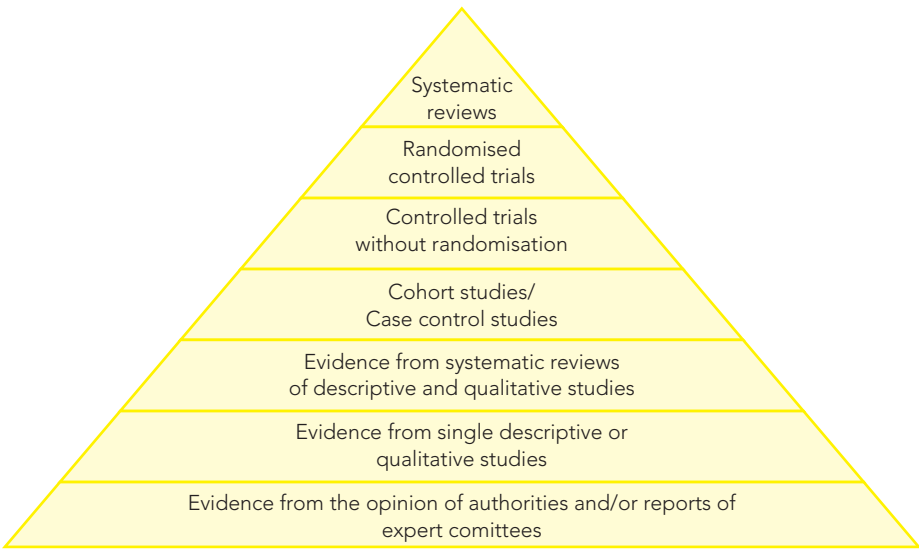 Systematic
reviews
Randomised
controlled trials
Controlled trials
without randomisation
Cohort studies/
Case control studies
Evidence from systematic reviews
of descriptive and qualitative studies
Evidence from single descriptive or
qualitative studies
Evidence from the opinion of authorities and/or reports of
expert comittees